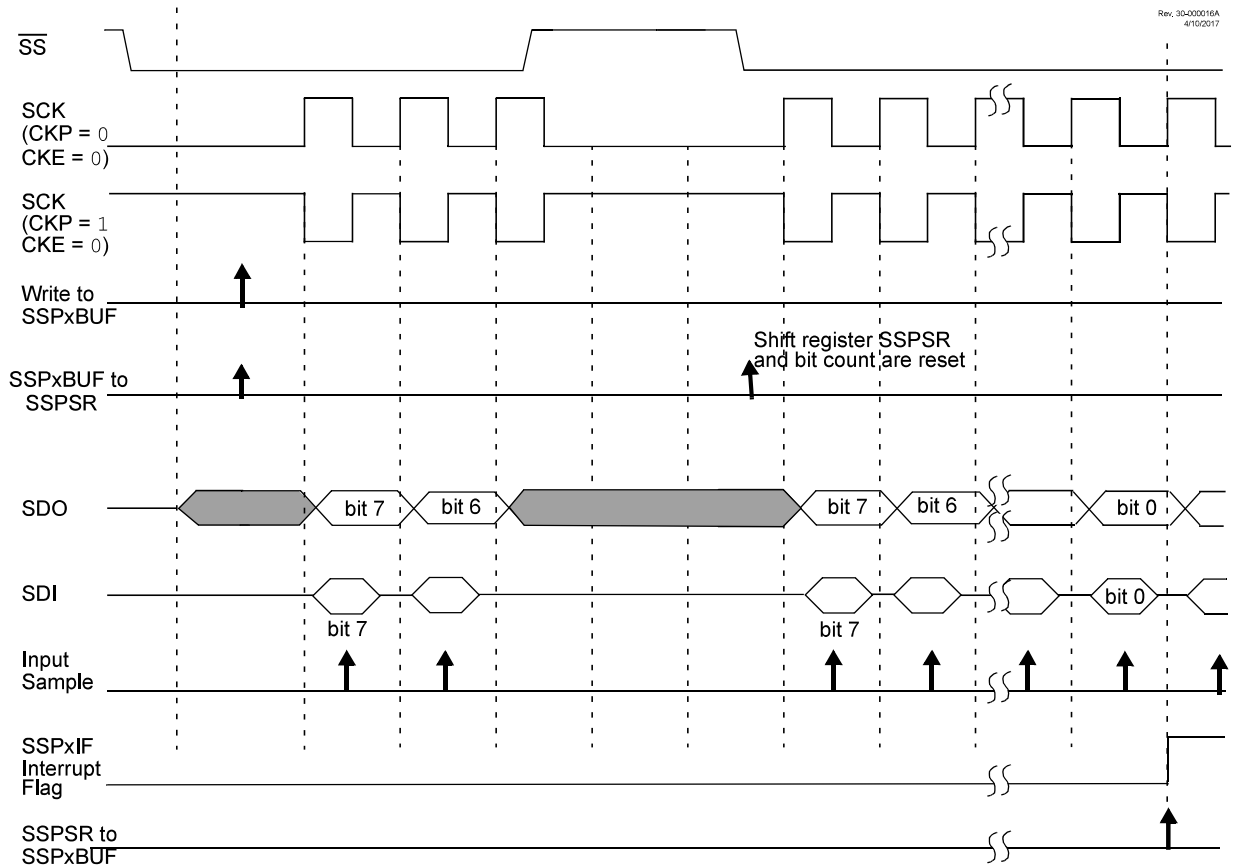 Rev. 30-000016A
4/10/2017
SS
SCK
(CKP = 0
CKE = 0)
SCK
(CKP = 1
CKE = 0)
Write to
SSPxBUF
Shift register SSPSR
and bit count are reset
SSPxBUF to
SSPSR
SDO
bit 7
bit 6
bit 7
bit 6
bit 0
SDI
bit 0
bit 7
bit 7
Input
Sample
SSPxIF
Interrupt
Flag
SSPSR to
SSPxBUF